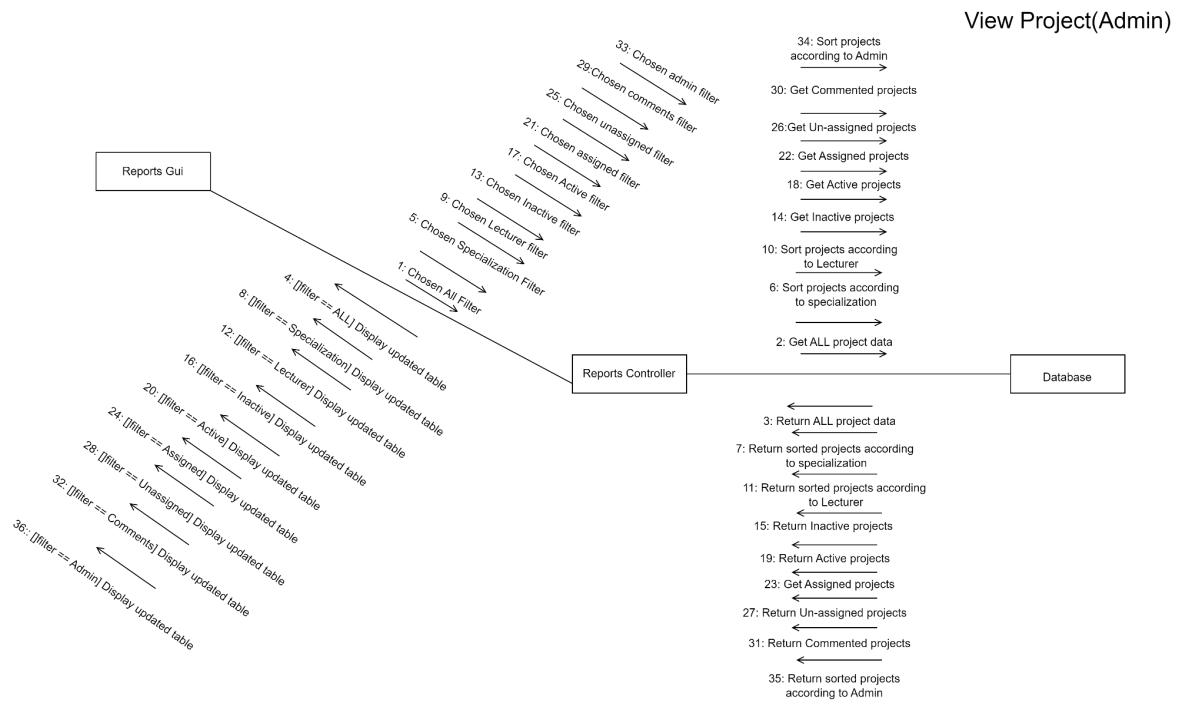 View Project(Admin)
34: Sort projects
according to Admin
33: Chosen admin filter
29:Chosen comments filter
30: Get Commented projects
25: Chosen unassigned filter
26:Get Un-assigned projects
21: Chosen assigned filter
22: Get Assigned projects
17: Chosen Active filter
18: Get Active projects
13: Chosen Inactive filter
14: Get Inactive projects
9: Chosen Lecturer filter
10: Sort projects according
to Lecturer
5: Chosen Specialization Filter
6: Sort projects according
to specialization
1: Chosen All Filter
2: Get ALL project data
Reports Gui
Reports Controller
Database
4: []filter == ALL] Display updated table
8: []filter == Specialization] Display updated table
12: []filter == Lecturer] Display updated table
16: []filter == Inactive] Display updated table
20: []filter == Active] Display updated table
24: []filter == Assigned] Display updated table
28: []filter == Unassigned] Display updated table
32: []filter == Comments] Display updated table
36:: []filter == Admin] Display updated table
3: Return ALL project data
7: Return sorted projects according
to specialization
11: Return sorted projects according
to Lecturer
15: Return Inactive projects
19: Return Active projects
23: Get Assigned projects
27: Return Un-assigned projects
31: Return Commented projects
35: Return sorted projects
according to Admin